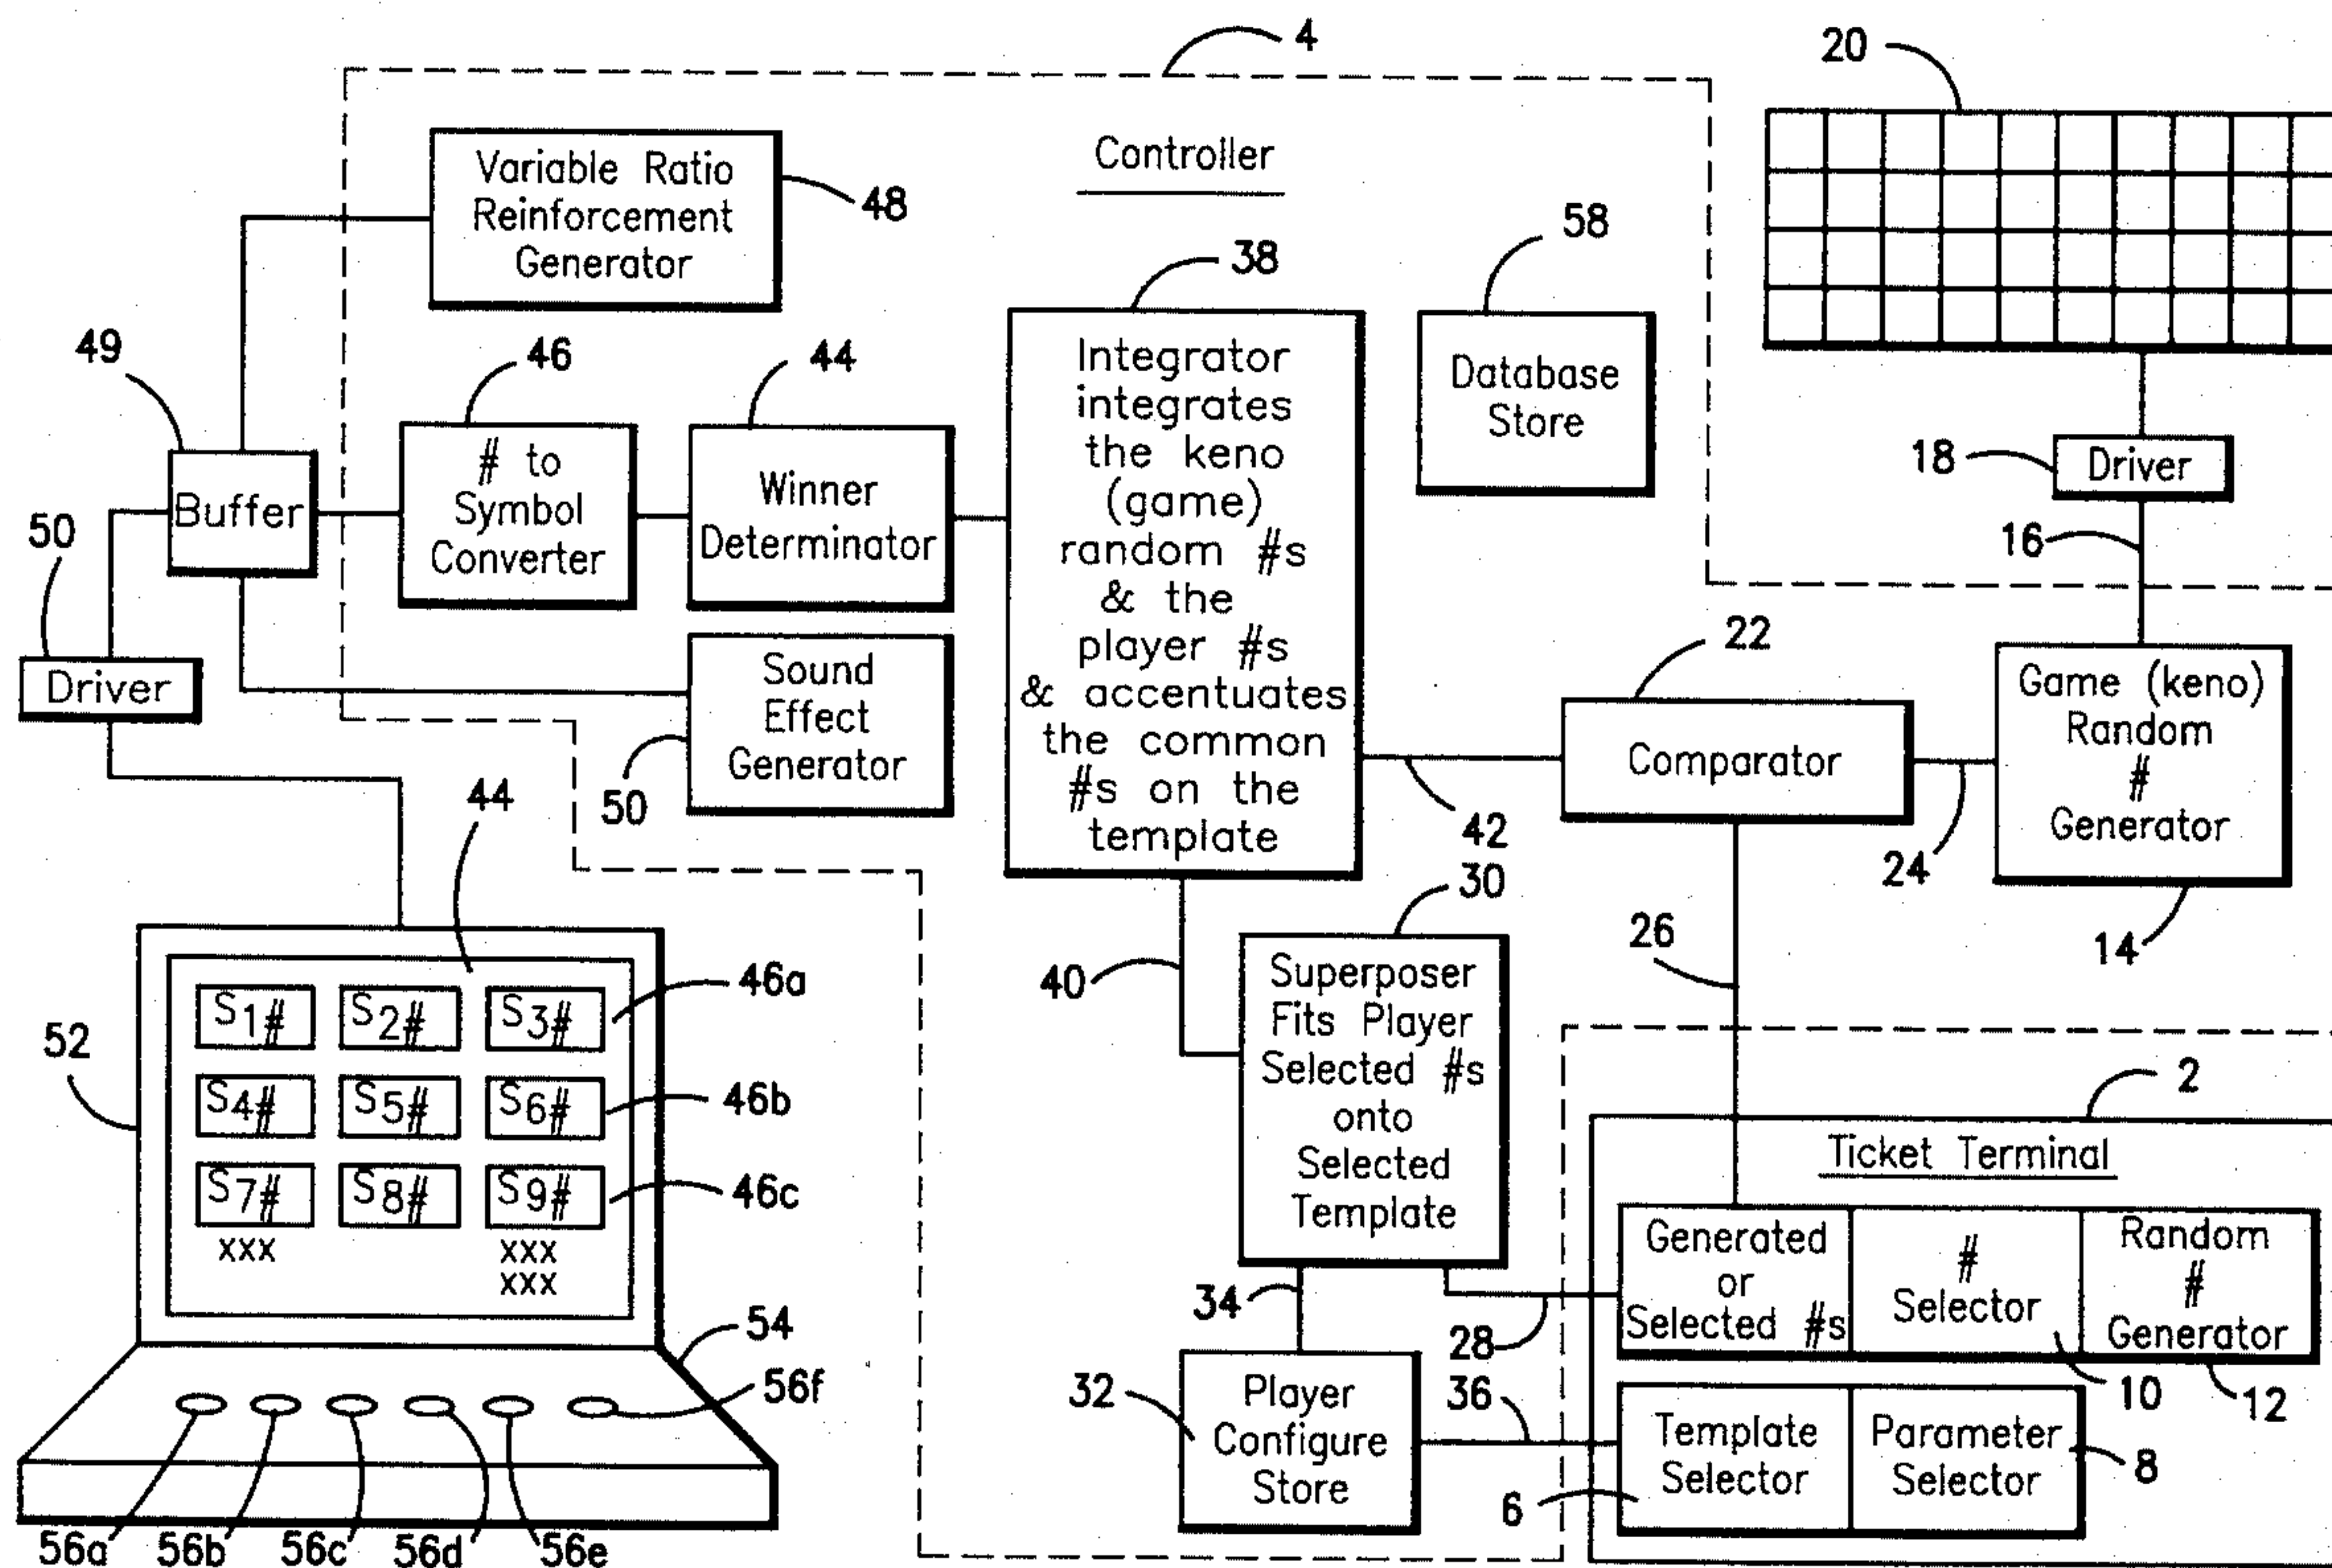 4
20
Controller
Variable Ratio
Reinforcement
Generator
48
58
38
49
46
44
Integrator
integrates
the keno
(game)
random #s
& the
player #s
& accentuates
the common
#s on the
template
Database
Store
18
Driver
16
Buffer
# to
Symbol
Converter
Winner
Determinator
50
Driver
Sound
Effect
Generator
50
22
Comparator
Game (keno)
Random
#
Generator
42
24
14
44
30
26
40
Superposer
Fits Player
Selected #s
onto
Selected
Template
52
S1# S2# S3#
46a
S4# S5# S6#
46b
S7# S8# S9#
46c
xxx xxx
xxx
2
Ticket Terminal
Generated
or
Selected #s
#
Selector
Random
#
Generator
34
28
10
12
54
56f
32
Player
Configure
Store
36
Template
Selector
Parameter
Selector
8
6
56a 56b 56c 56d 56e